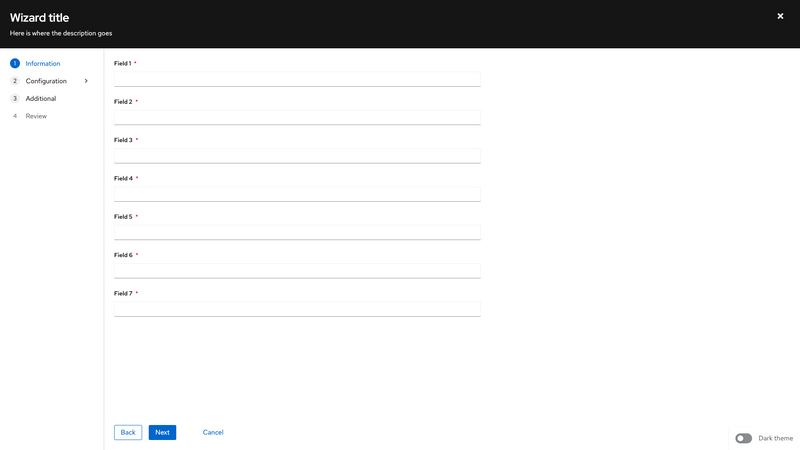 Wizard title
Here is where the description goes
1 Information
2 Configuration
3 Additional
4 Review
Field 1 *
Field 2 *
Field 3 *
Field 4 *
Field 5 *
Field 6 *
Field 7 *
Back Next Cancel
Dark theme